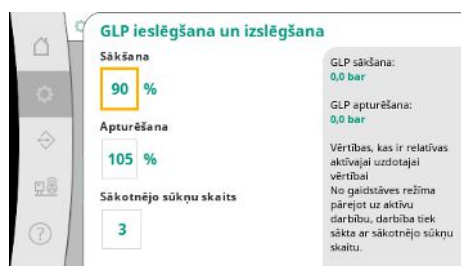 GLP ieslēgšana un izslēgšana
Sākšana
90 %
Apturēšana
105 %
Sākotnējo sūkņu skaits
3
GLP sākšana:
0,0 bar
GLP apturēšana:
0,0 bar
Vērtības, kas ir relatīvas
aktīvajai uzdotajai
vērtībai
No gaidstāves režīma
pārejot uz aktīvu
darbību, darbība tiek
sākta ar sākotnējo sūkņu
skaitu.